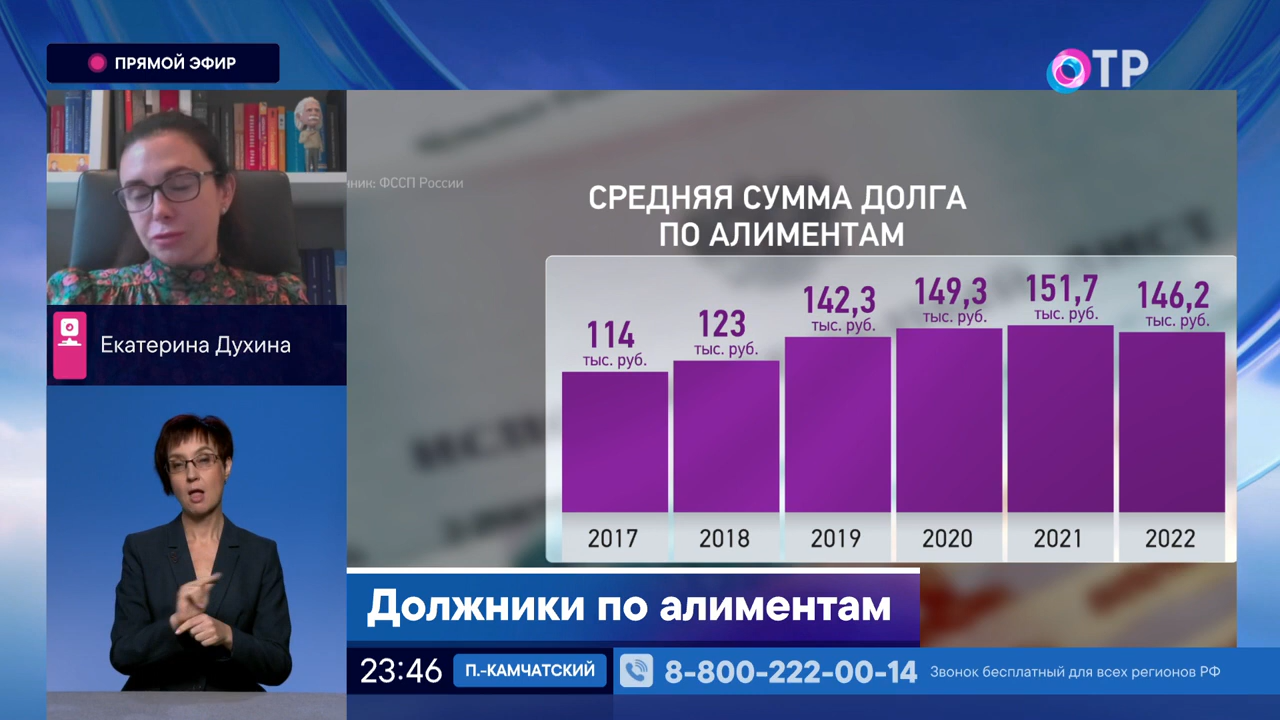 ПРЯМОЙ ЭФИР
ОТР
ФССП России
СРЕДНЯЯ СУММА ДОЛГА
ПО АЛИМЕНТАМ
114 тыс. руб.
123 тыс. руб.
142,3 тыс. руб.
149,3 тыс. руб.
151,7 тыс. руб.
146,2 тыс. руб.
2017 2018 2019 2020 2021 2022
Екатерина Духина
Должники по алиментам
23:46 П.-КАМЧАТСКИЙ 8-800-222-00-14 Звонок бесплатный для всех регионов РФ